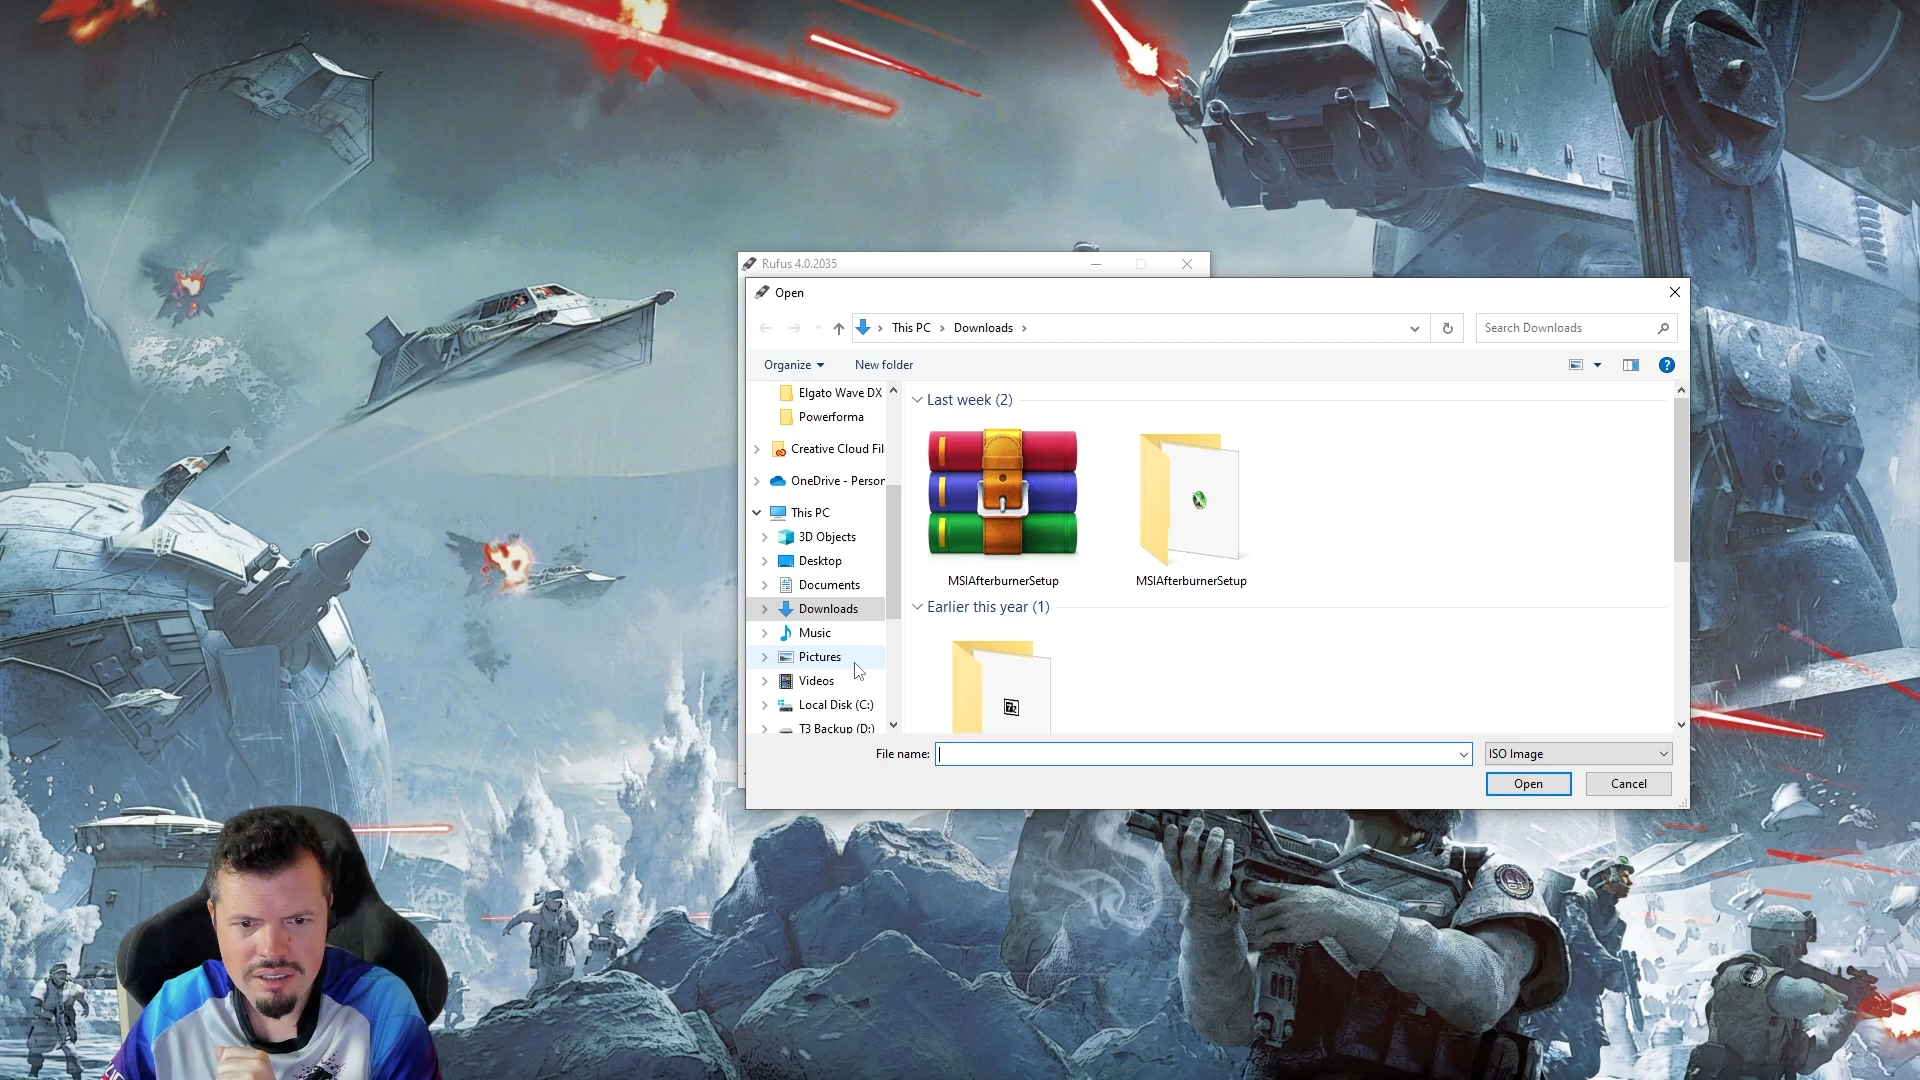 Rufus 4.0.2035
Open
This PC
Downloads
Search Downloads
Organize
New folder
?
Elgato Wave DX
Powerforma
Creative Cloud Fil
OneDrive - Person
This PC
3D Objects
Desktop
Documents
Downloads
Music
Pictures
Videos
Local Disk (C:)
T3 Backup (D:)
Last week (2)
MSIAfterburnerSetup
MSIAfterburnerSetup
Earlier this year (1)
File name:
ISO Image
Open
Cancel